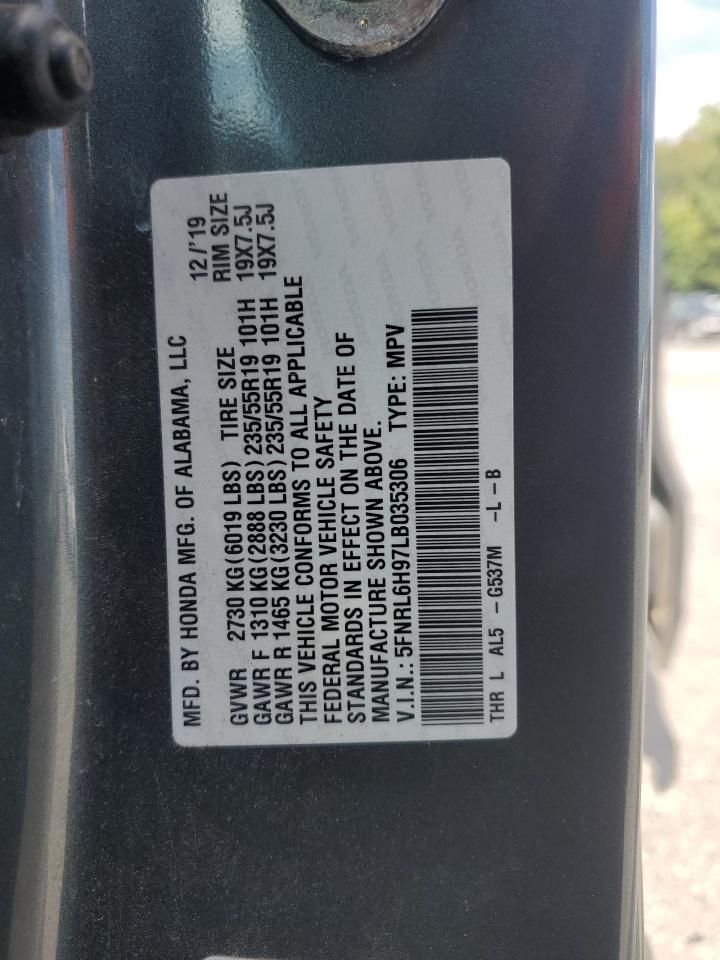 MFD. BY HONDA MFG. OF ALABAMA, LLC 12/'19
GVWR 2730 KG(6019 LBS) TIRE SIZE RIM SIZE
GAWR F 1310 KG(2888 LBS)235/55R19 101H 19X7.5J
GAWR R 1465 KG(3230 LBS)235/55R19 101H 19X7.5J
THIS VEHICLE CONFORMS TO ALL APPLICABLE
FEDERAL MOTOR VEHICLE SAFETY
STANDARDS IN EFFECT ON THE DATE OF
MANUFACTURE SHOWN ABOVE.
V.I.N.: 5FNRL6H97LB035306 TYPE: MPV
THR L AL5 -G537M -L-B